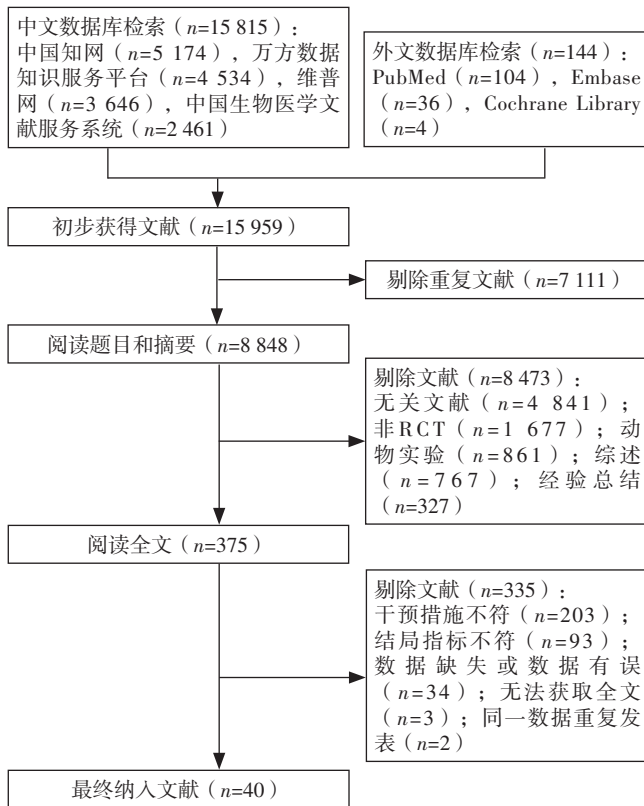 中文数据库检索（n=15 815）：
中国知网（n=5 174），万方数据
知识服务平台（n=4 534），维普
网（n=3 646），中国生物医学文
献服务系统（n=2 461）
外文数据库检索（n=144）：
PubMed（n=104），Embase
（n=36），Cochrane Library
（n=4）
初步获得文献（n=15 959）
剔除重复文献（n=7 111）
阅读题目和摘要（n=8 848）
剔除文献（n=8 473）：
无关文献（n=4 841）；
非RCT（n=1 677）；动
物实验（n=861）；综述
（n=767）；经验总结
（n=327）
阅读全文（n=375）
剔除文献（n=335）：
干预措施不符（n=203）；
结局指标不符（n=93）；
数据缺失或数据有误
（n=34）；无法获取全文
（n=3）；同一数据重复发
表（n=2）
最终纳入文献（n=40）